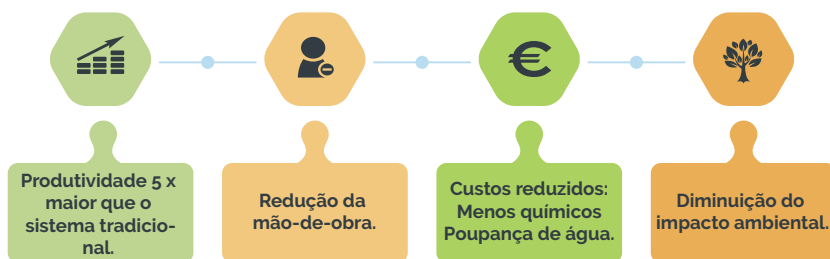 Produtividade 5 x
maior que o
sistema tradicio-
nal.
Redução da
mão-de-obra.
Custos reduzidos:
Menos químicos
Poupança de água.
Diminuição do
impacto ambiental.